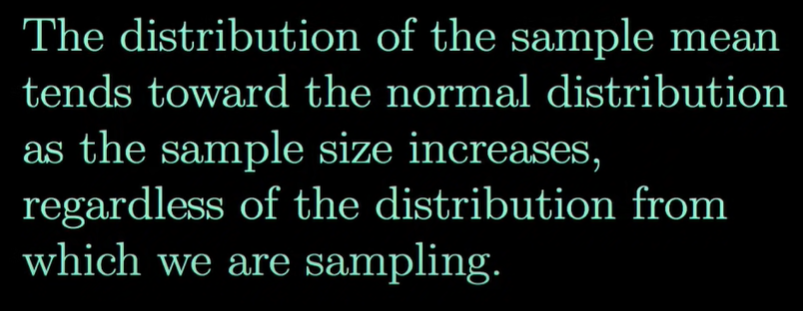 The distribution of the sample mean
tends toward the normal distribution
as the sample size increases,
regardless of the distribution from
which we are sampling.